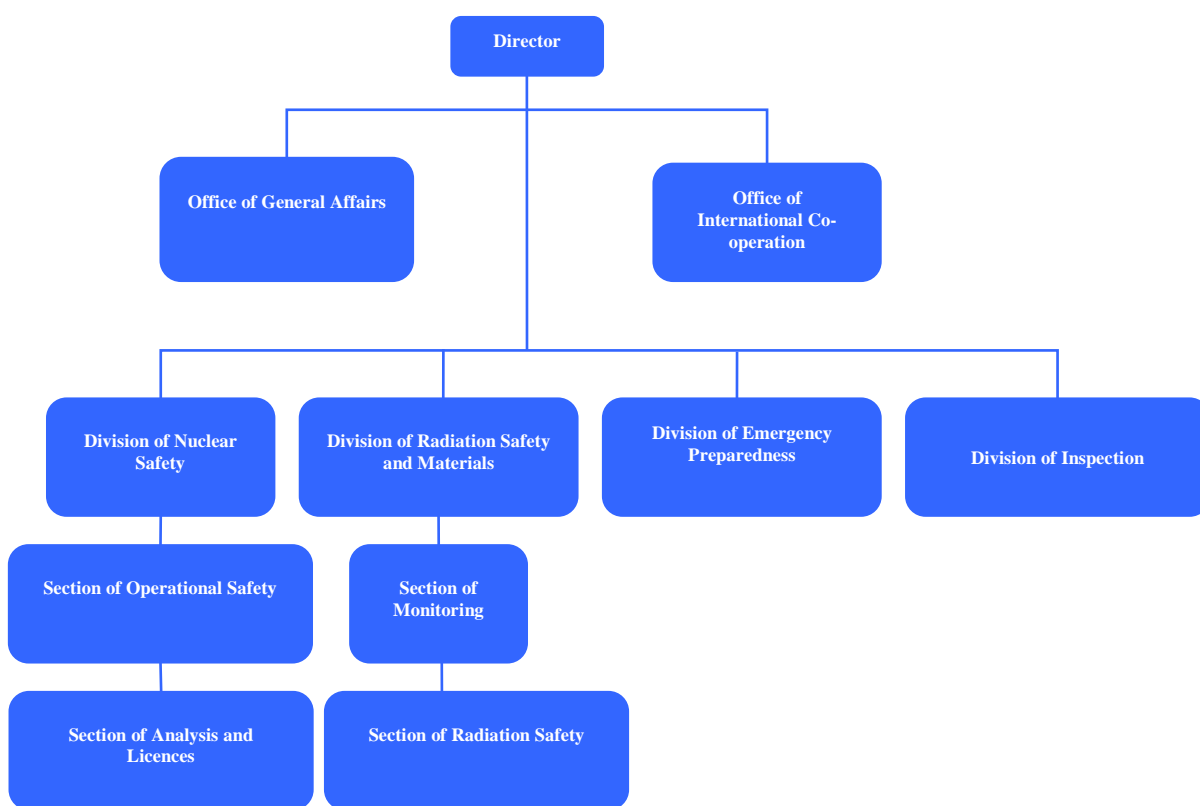 Director
Office of General Affairs
Office of
International Co-
operation
Division of Nuclear
Safety
Division of Radiation Safety
and Materials
Division of Emergency
Preparedness
Division of Inspection
Section of Operational Safety
Section of
Monitoring
Section of Analysis and
Licences
Section of Radiation Safety